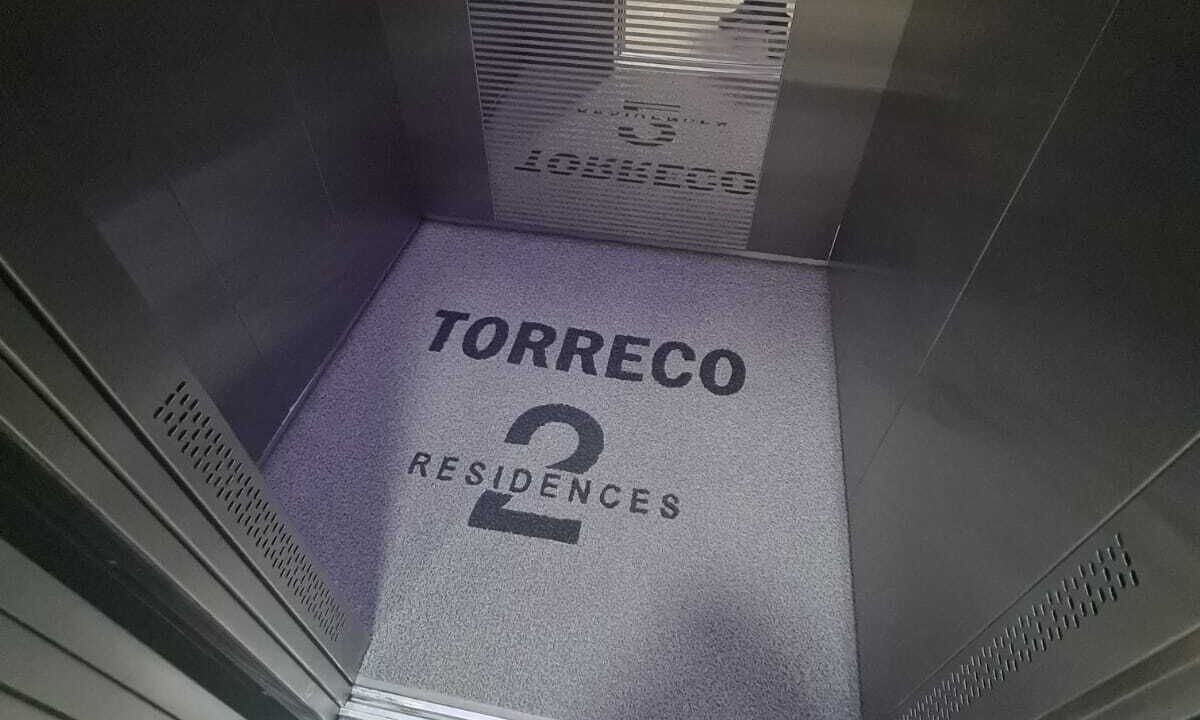 TORRECO
2
RESIDENCES